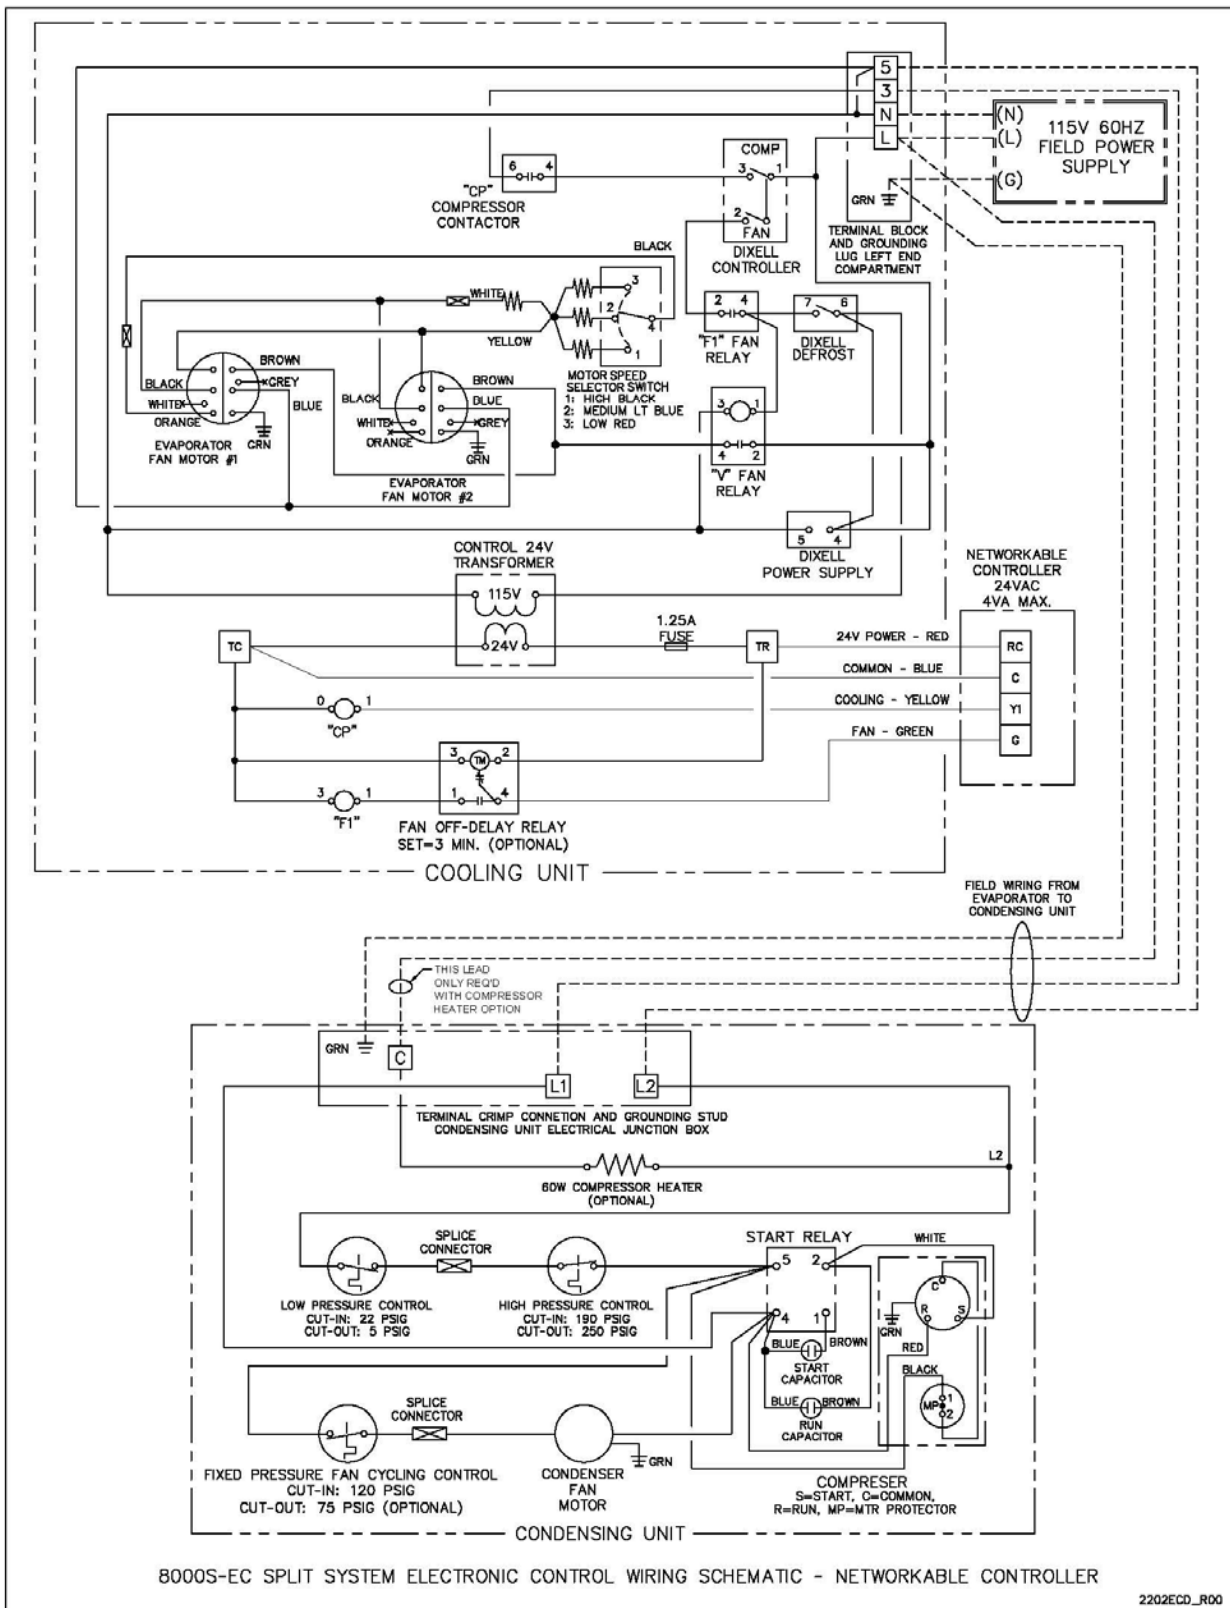 5
3
N
L
(N)
(L)
(G)
115V 60HZ
FIELD POWER
SUPPLY
GRN
TERMINAL BLOCK
AND GROUNDING
LUG LEFT END
COMPARTMENT
COMP
3 1
2
FAN
DIXELL
CONTROLLER
6 4
"CP"
COMPRESSOR
CONTACTOR
BLACK
WHITE
YELLOW
3
2
4
1
MOTOR SPEED
SELECTOR SWITCH
1: HIGH BLACK
2: MEDIUM LT BLUE
3: LOW RED
2 4
"F1" FAN
RELAY
7 6
DIXELL
DEFROST
BROWN
GREY
BLACK
WHITE
BLUE
ORANGE
GRN
EVAPORATOR
FAN MOTOR #1
BROWN
BLACK
DLUE
WHITE
GREY
ORANGE
GRN
EVAPORATOR
FAN MOTOR #2
3 1
4 2
"V" FAN
RELAY
5 4
DIXELL
POWER SUPPLY
CONTROL 24V
TRANSFORMER
115V
24V
1.25A
FUSE
TC
TR
NETWORKABLE
CONTROLLER
24VAC
4VA MAX.
24V POWER - RED
RC
COMMON - BLUE
C
COOLING - YELLOW
Y1
FAN - GREEN
G
0 1
"CP"
3 TM 2
3 1
"F1"
1 4
FAN OFF-DELAY RELAY
SET=3 MIN. (OPTIONAL)
COOLING UNIT
FIELD WIRING FROM
EVAPORATOR TO
CONDENSING UNIT
THIS LEAD
ONLY REQ'D
WITH COMPRESSOR
HEATER OPTION
GRN
C
L1
L2
TERMINAL CRIMP CONNETION AND GROUNDING STUD
CONDENSING UNIT ELECTRICAL JUNCTION BOX
L2
60W COMPRESSOR HEATER
(OPTIONAL)
SPLICE
CONNECTOR
START RELAY
WHITE
5 2
4 1
LOW PRESSURE CONTROL
CUT-IN: 22 PSIG
CUT-OUT: 5 PSIG
HIGH PRESSURE CONTROL
CUT-IN: 190 PSIG
CUT-OUT: 250 PSIG
C
R S
GRN
BLUE BROWN
START
CAPACITOR
RED
BLACK
MP 1
2
BLUE BROWN
RUN
CAPACITOR
SPLICE
CONNECTOR
GRN
FIXED PRESSURE FAN CYCLING CONTROL
CUT-IN: 120 PSIG
CUT-OUT: 75 PSIG (OPTIONAL)
CONDENSER
FAN
MOTOR
COMPRESER
S=START, C=COMMON,
R=RUN, MP=MTR PROTECTOR
CONDENSING UNIT
8000S-EC SPLIT SYSTEM ELECTRONIC CONTROL WIRING SCHEMATIC - NETWORKABLE CONTROLLER
2202ECD_R00